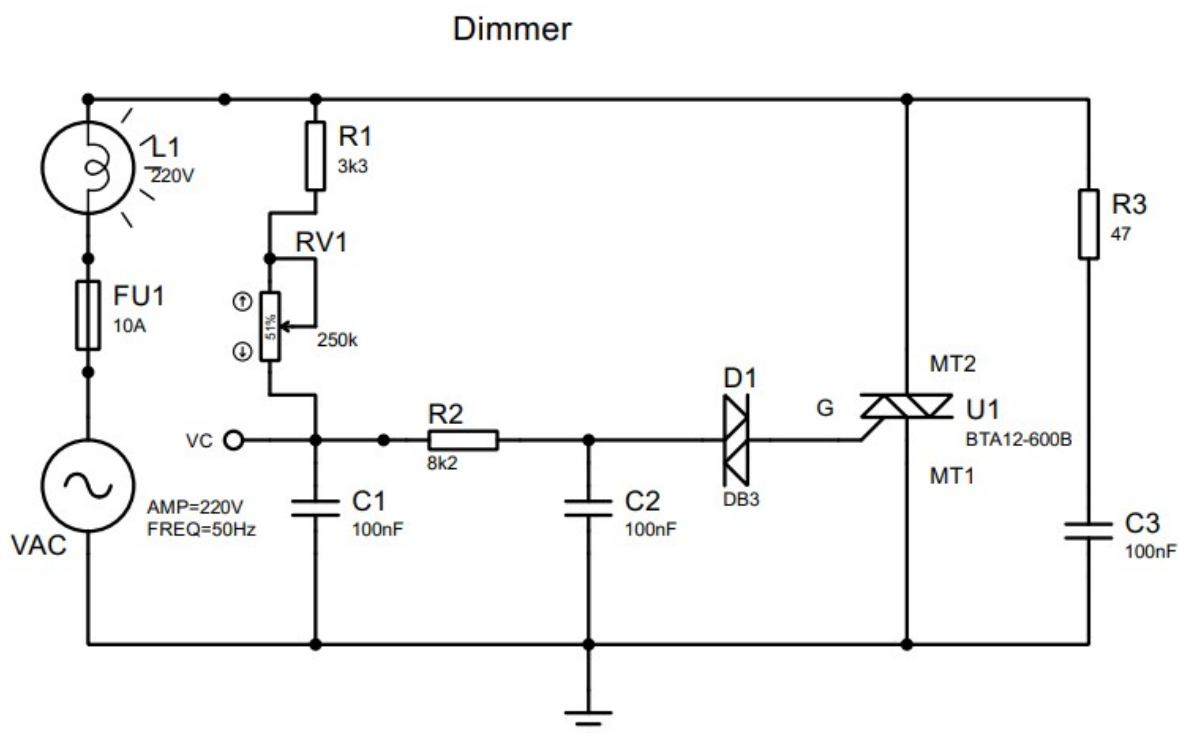 Dimmer
L1
220V
FU1
10A
VAC
AMP=220V
FREQ=50Hz
R1
3k3
RV1
51%
250k
VC
R2
8k2
C1
100nF
C2
100nF
D1
DB3
G
MT2
U1
BTA12-600B
MT1
R3
47
C3
100nF